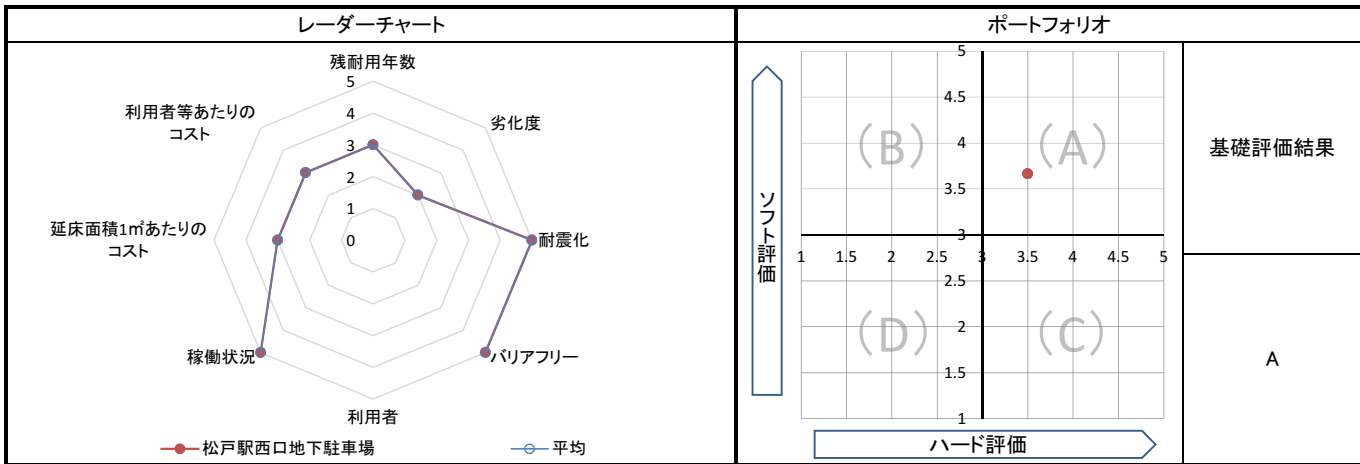 レーダーチャート
残耐用年数
劣化度
耐震化
バリアフリー
利用者
稼働状況
延床面積1㎡あたりの
コスト
利用者等あたりの
コスト
5
4
3
2
1
0
松戸駅西口地下駐車場
平均
ポートフォリオ
ソフト評価
5
4.5
4
3.5
3
2.5
2
1.5
1
1 1.5 2 2.5 3 3.5 4 4.5 5
(B) (A)
(D) (C)
ハード評価
基礎評価結果
A